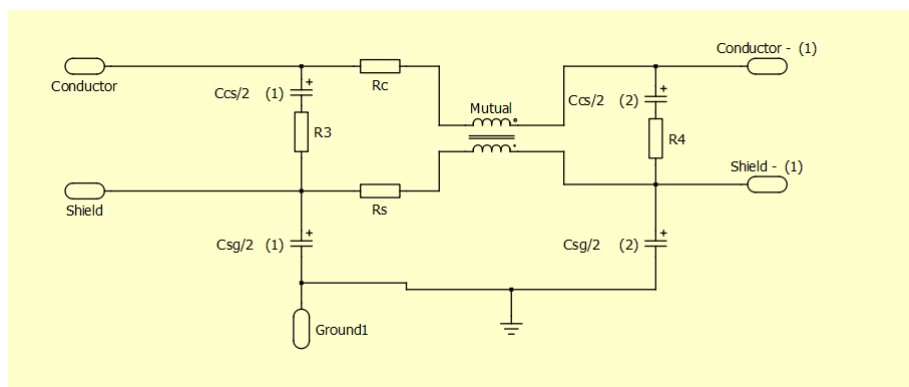 Conductor - (1)
Conductor
Rc
Ccs/2 (1)
Mutual
Ccs/2 (2)
R3
R4
Shield - (1)
Shield
Rs
Csg/2 (1)
Csg/2 (2)
Ground1